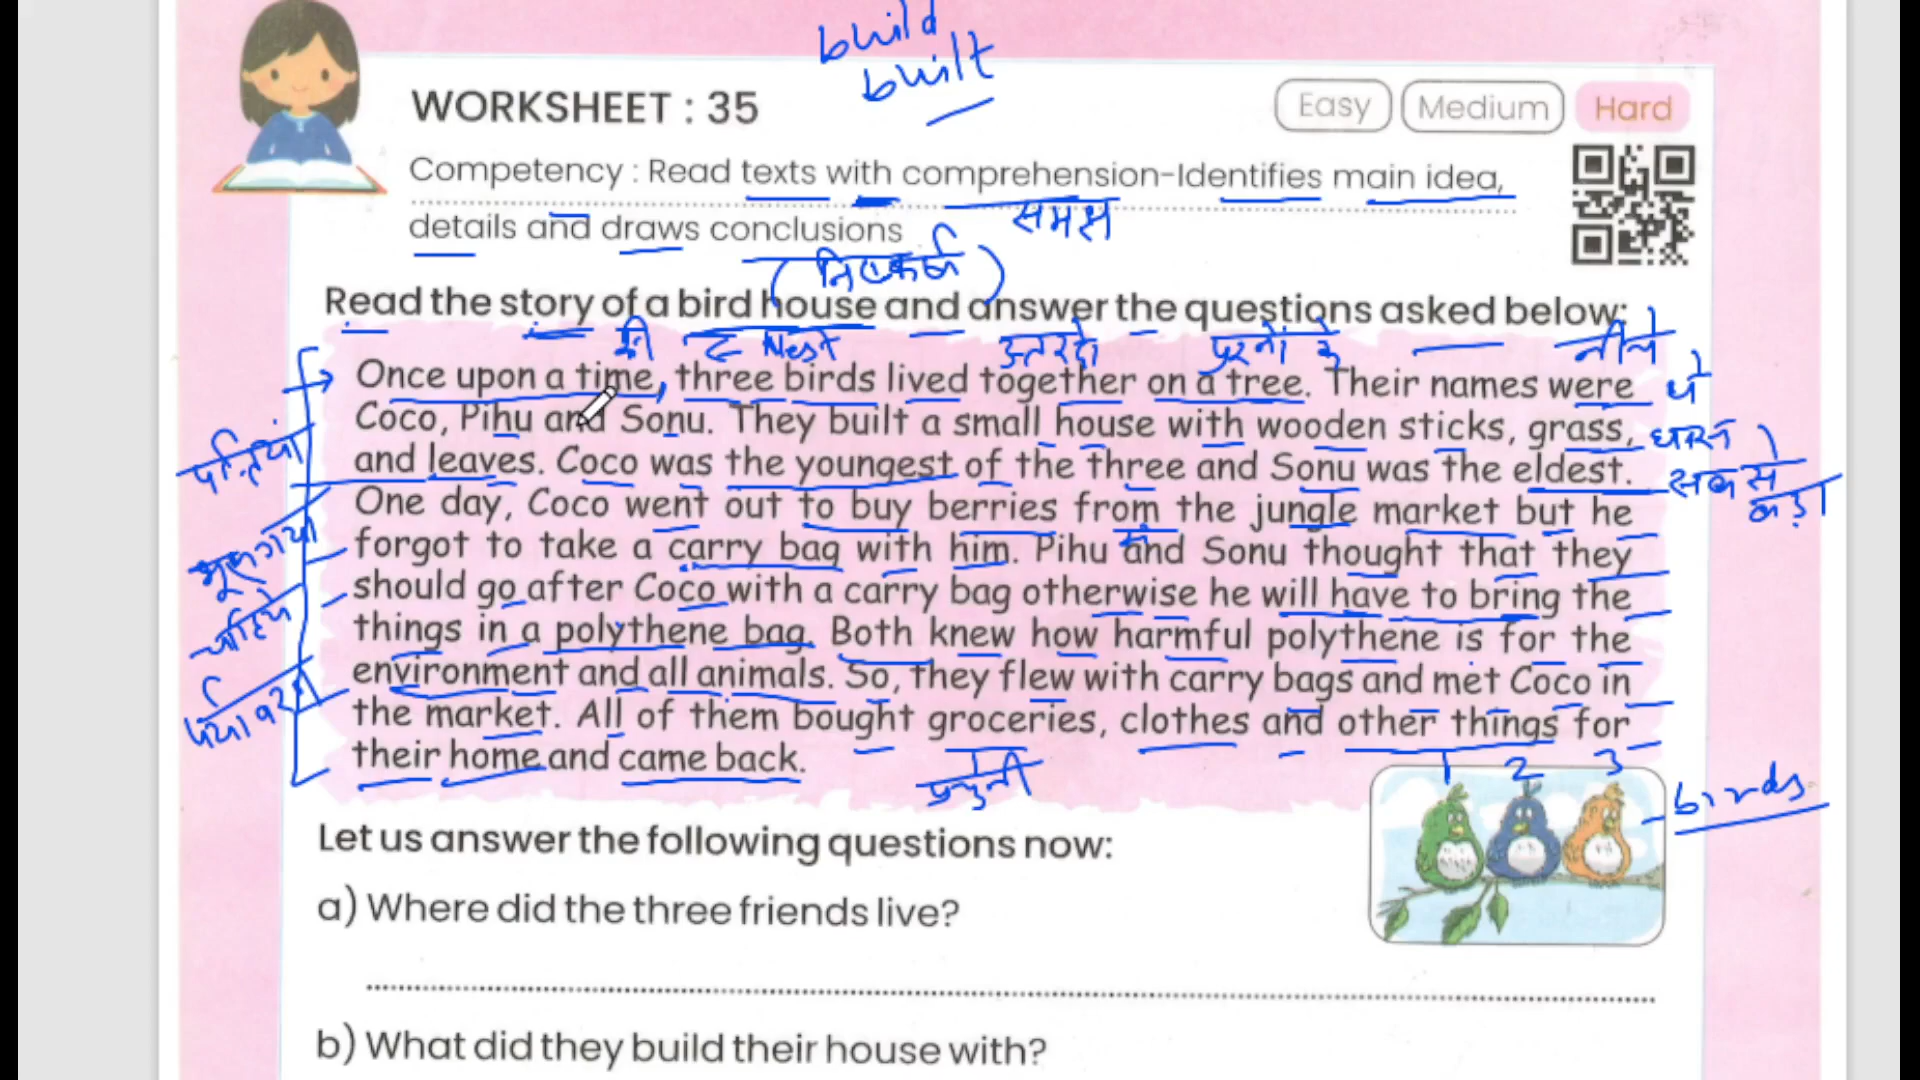 build
built
WORKSHEET : 35
Easy Medium Hard
Competency : Read texts with comprehension-Identifies main idea,
समझ
details and draws conclusions
Read the story of a bird house and answer the questions asked below:
की Nest नीचे
Once upon a time, three birds lived together on a tree. Their names were थे
Coco, Pihu and Sonu. They built a small house with wooden sticks, grass,
पत्तियां
and leaves. Coco was the youngest of the three and Sonu was the eldest. सबसे
बड़ा
One day, Coco went out to buy berries from the jungle market but he
भूल गया
forgot to take a carry bag with him. Pihu and Sonu thought that they
should go after Coco with a carry bag otherwise he will have to bring the
चाहिये
things in a polythene bag. Both knew how harmful polythene is for the
environment and all animals. So, they flew with carry bags and met Coco in
the market. All of them bought groceries, clothes and other things for
their home and came back.
1 2 3
birds
Let us answer the following questions now:
a) Where did the three friends live?
b) What did they build their house with?